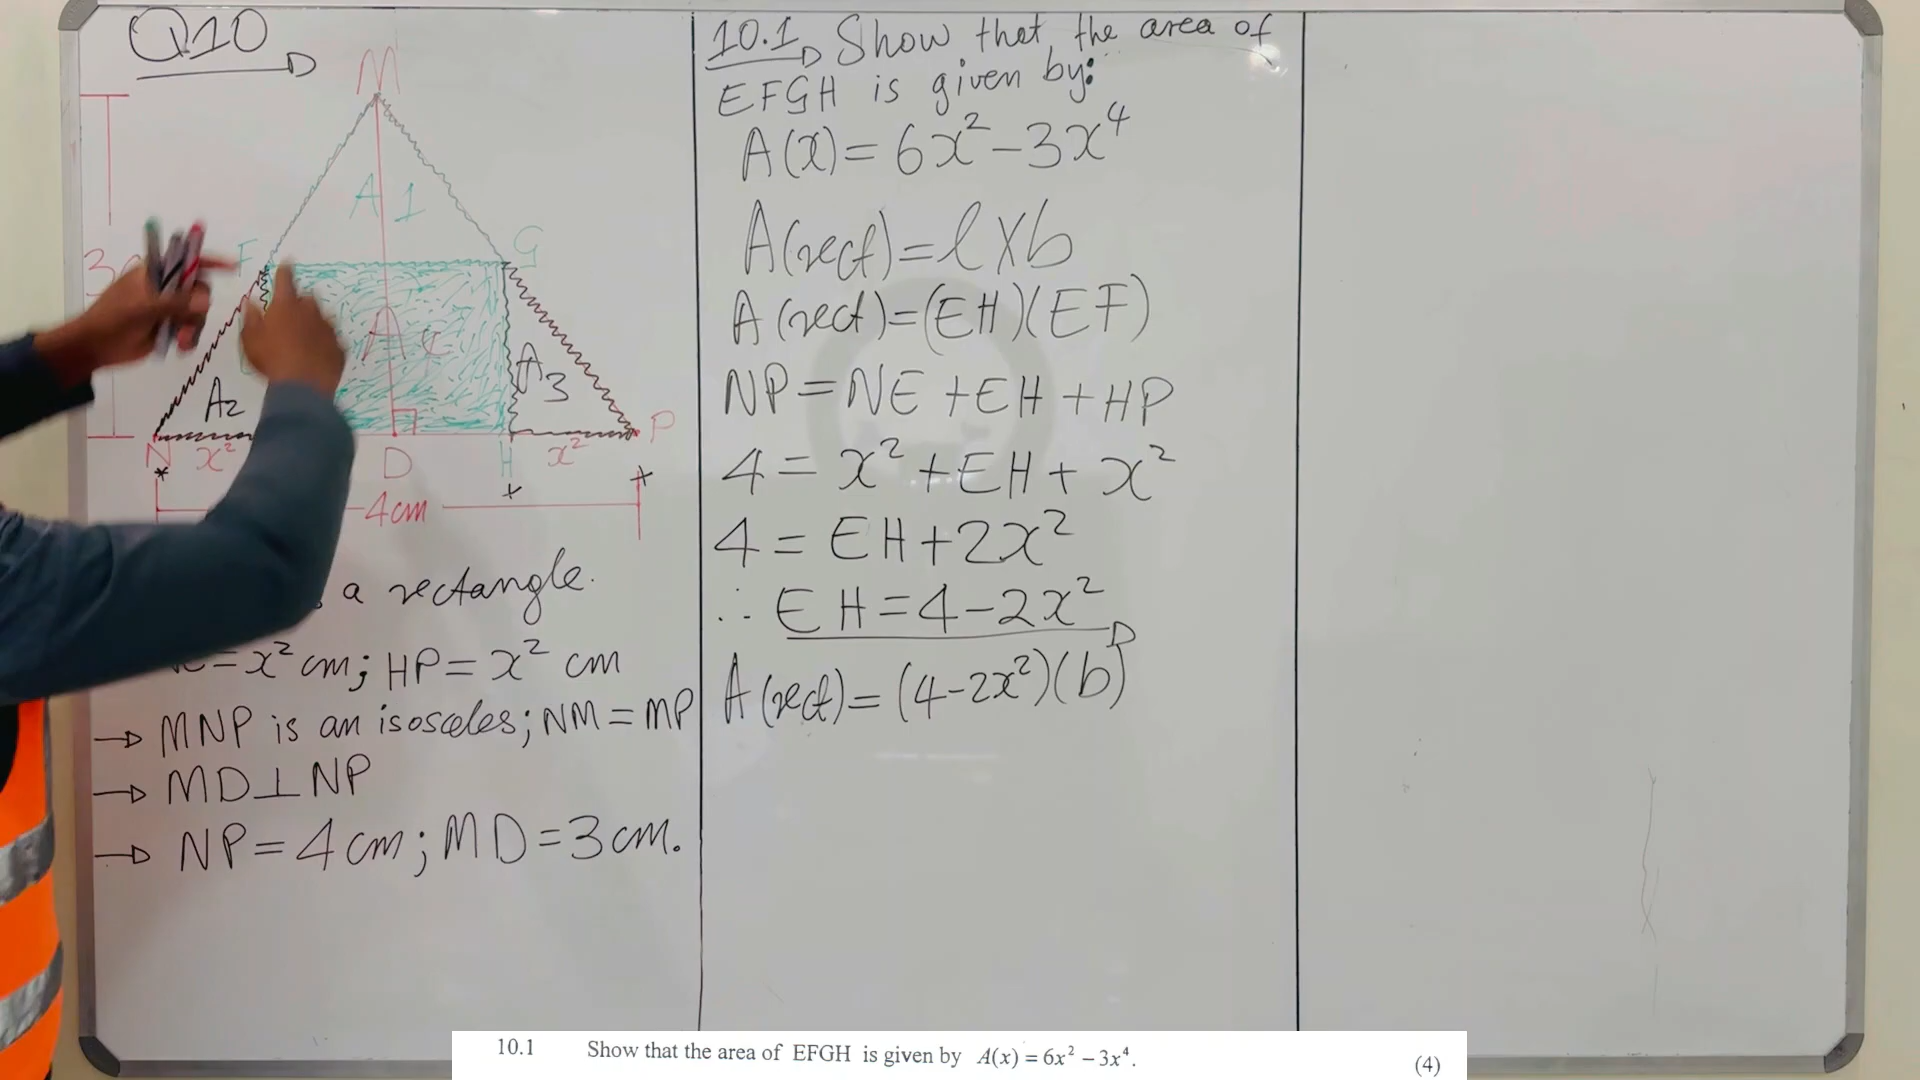 Q10
M
A1
F
G
A
A2
A3
N
x²
D
H
x²
P
4cm
a rectangle.
= x² cm; HP = x² cm
→ MNP is an isosceles; NM = MP
→ MD ⊥ NP
→ NP = 4 cm; MD = 3 cm.
10.1 Show that the area of
EFGH is given by:
A(x) = 6x² - 3x⁴
A(rect) = l × b
A(rect) = (EH)(EF)
NP = NE + EH + HP
4 = x² + EH + x²
4 = EH + 2x²
∴ EH = 4 - 2x²
A(rect) = (4 - 2x²)(b)
10.1 Show that the area of EFGH is given by A(x) = 6x² – 3x⁴. (4)